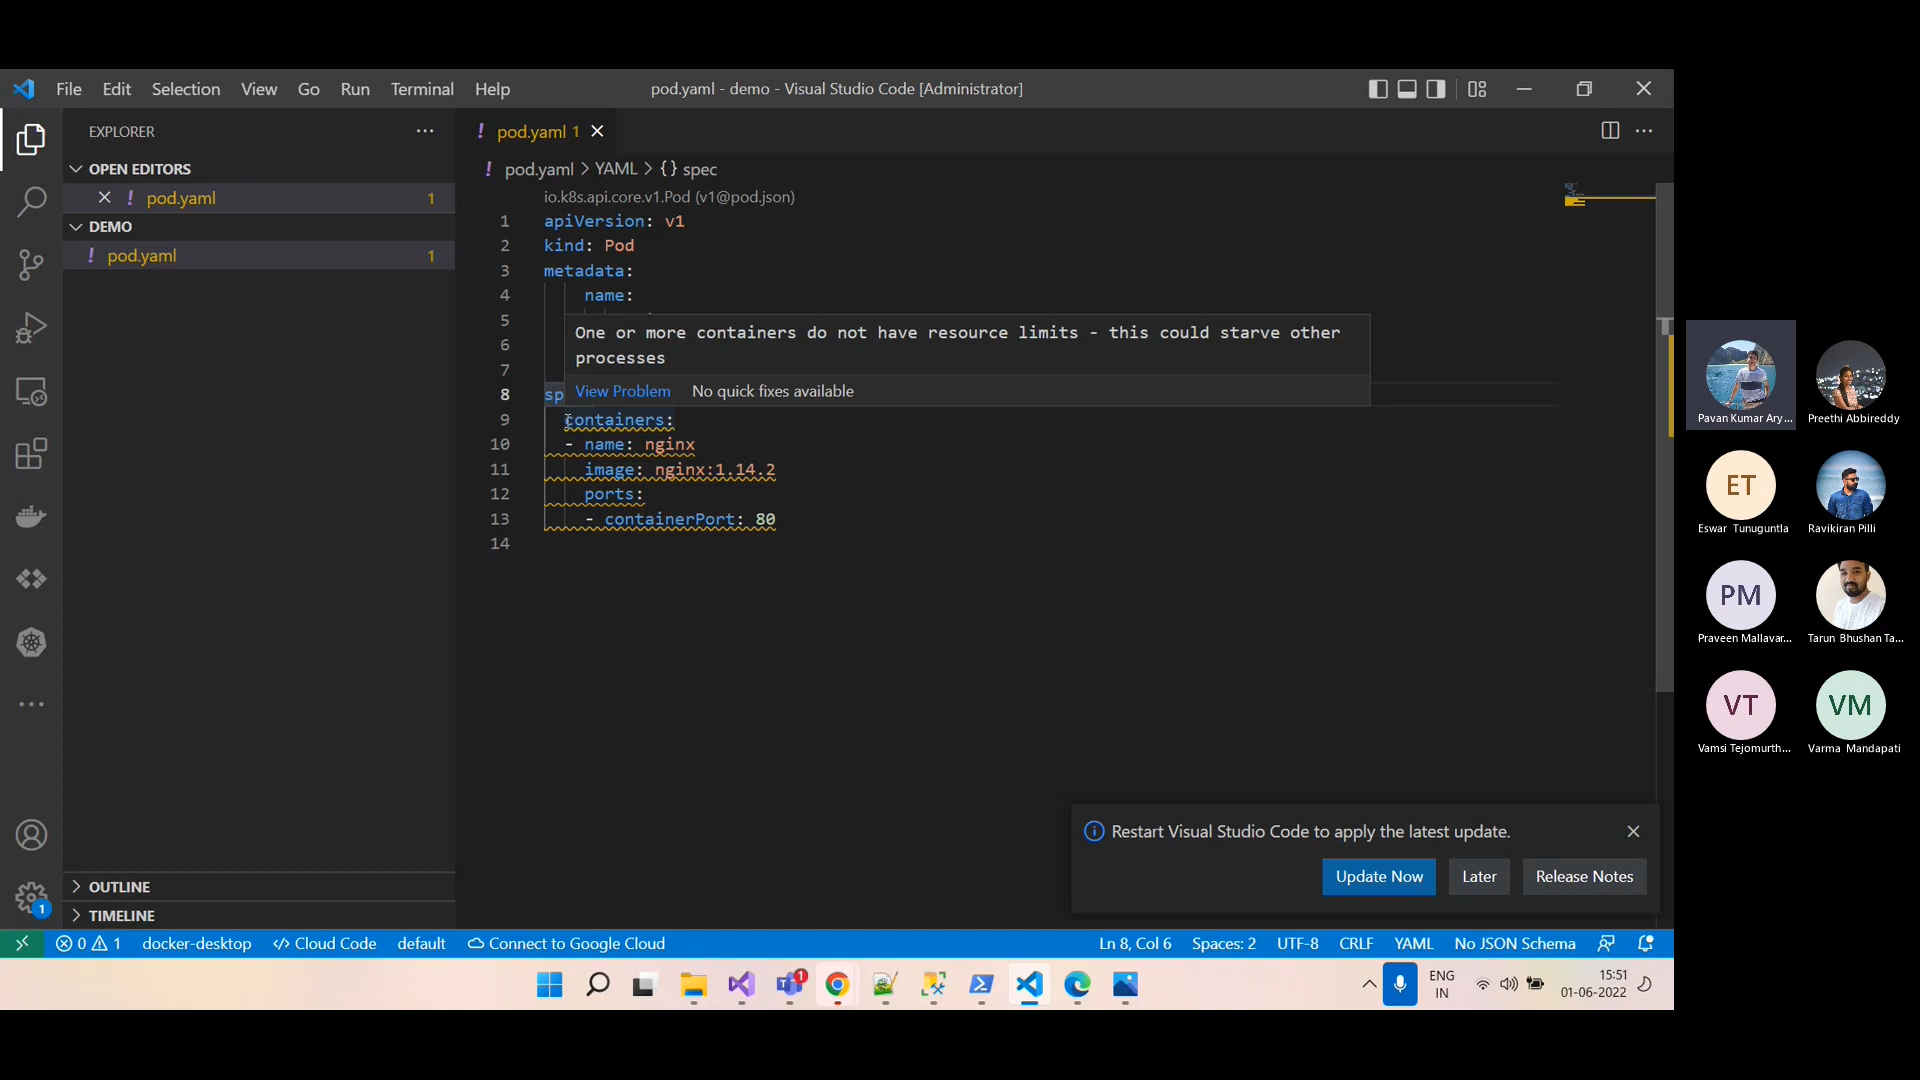 File Edit Selection View Go Run Terminal Help
pod.yaml - demo - Visual Studio Code [Administrator]
EXPLORER
OPEN EDITORS
! pod.yaml 1
DEMO
! pod.yaml 1
OUTLINE
TIMELINE
! pod.yaml 1
! pod.yaml > YAML > {} spec
io.k8s.api.core.v1.Pod (v1@pod.json)
1 apiVersion: v1
2 kind: Pod
3 metadata:
4 name:
5
6
7
8 sp
One or more containers do not have resource limits - this could starve other
processes
View Problem No quick fixes available
9 containers:
10 - name: nginx
11 image: nginx:1.14.2
12 ports:
13 - containerPort: 80
14
Restart Visual Studio Code to apply the latest update.
Update Now Later Release Notes
1
0 1 docker-desktop </> Cloud Code default Connect to Google Cloud
Ln 8, Col 6 Spaces: 2 UTF-8 CRLF YAML No JSON Schema
1
ENG
IN
15:51
01-06-2022
Pavan Kumar Ary...
Preethi Abbireddy
ET
Eswar Tunuguntla
Ravikiran Pilli
PM
Praveen Mallavar...
Tarun Bhushan Ta...
VT
Vamsi Tejomurth...
VM
Varma Mandapati